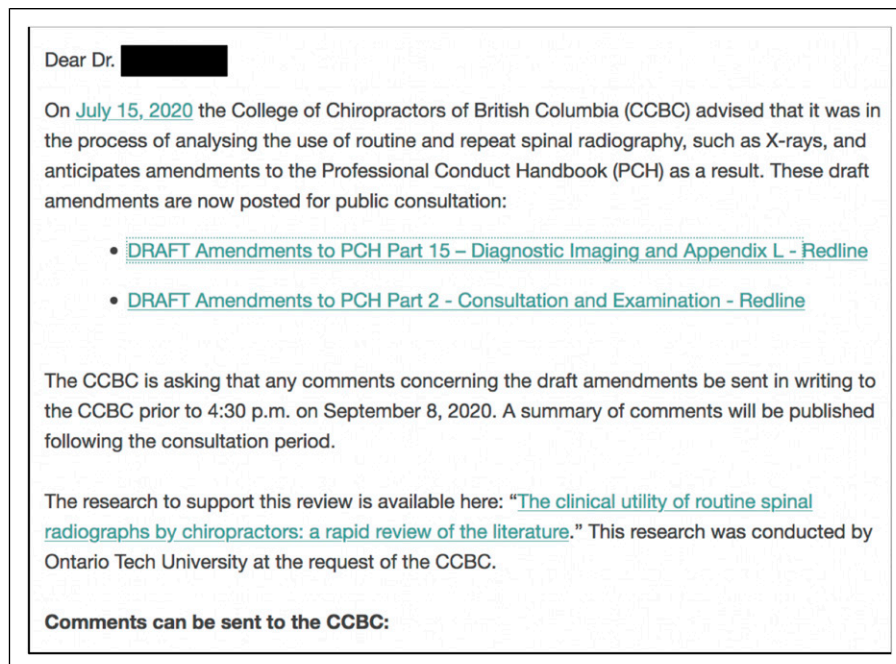 Dear Dr.
On July 15, 2020 the College of Chiropractors of British Columbia (CCBC) advised that it was in
the process of analysing the use of routine and repeat spinal radiography, such as X-rays, and
anticipates amendments to the Professional Conduct Handbook (PCH) as a result. These draft
amendments are now posted for public consultation:
• DRAFT Amendments to PCH Part 15 – Diagnostic Imaging and Appendix L - Redline
• DRAFT Amendments to PCH Part 2 - Consultation and Examination - Redline
The CCBC is asking that any comments concerning the draft amendments be sent in writing to
the CCBC prior to 4:30 p.m. on September 8, 2020. A summary of comments will be published
following the consultation period.
The research to support this review is available here: “The clinical utility of routine spinal
radiographs by chiropractors: a rapid review of the literature.” This research was conducted by
Ontario Tech University at the request of the CCBC.
Comments can be sent to the CCBC: